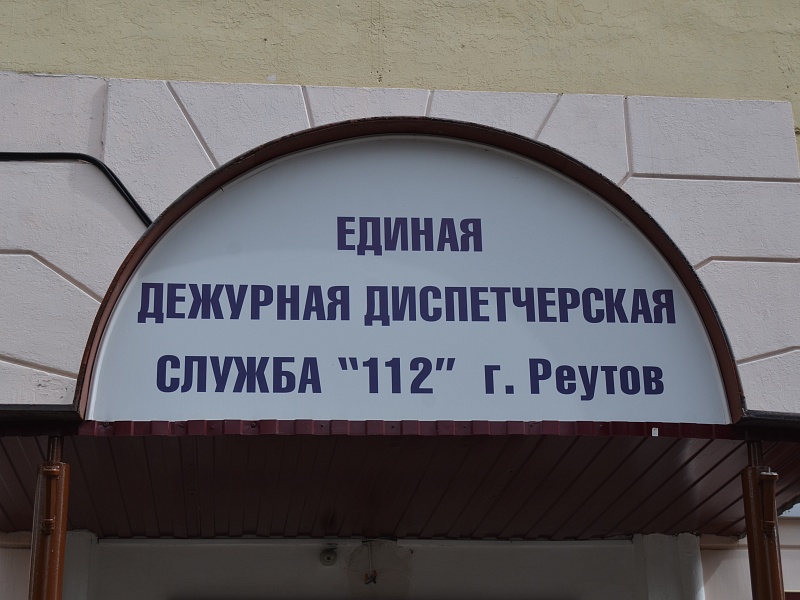 ЕДИНАЯ
ДЕЖУРНАЯ ДИСПЕТЧЕРСКАЯ
СЛУЖБА "112" г. Реутов